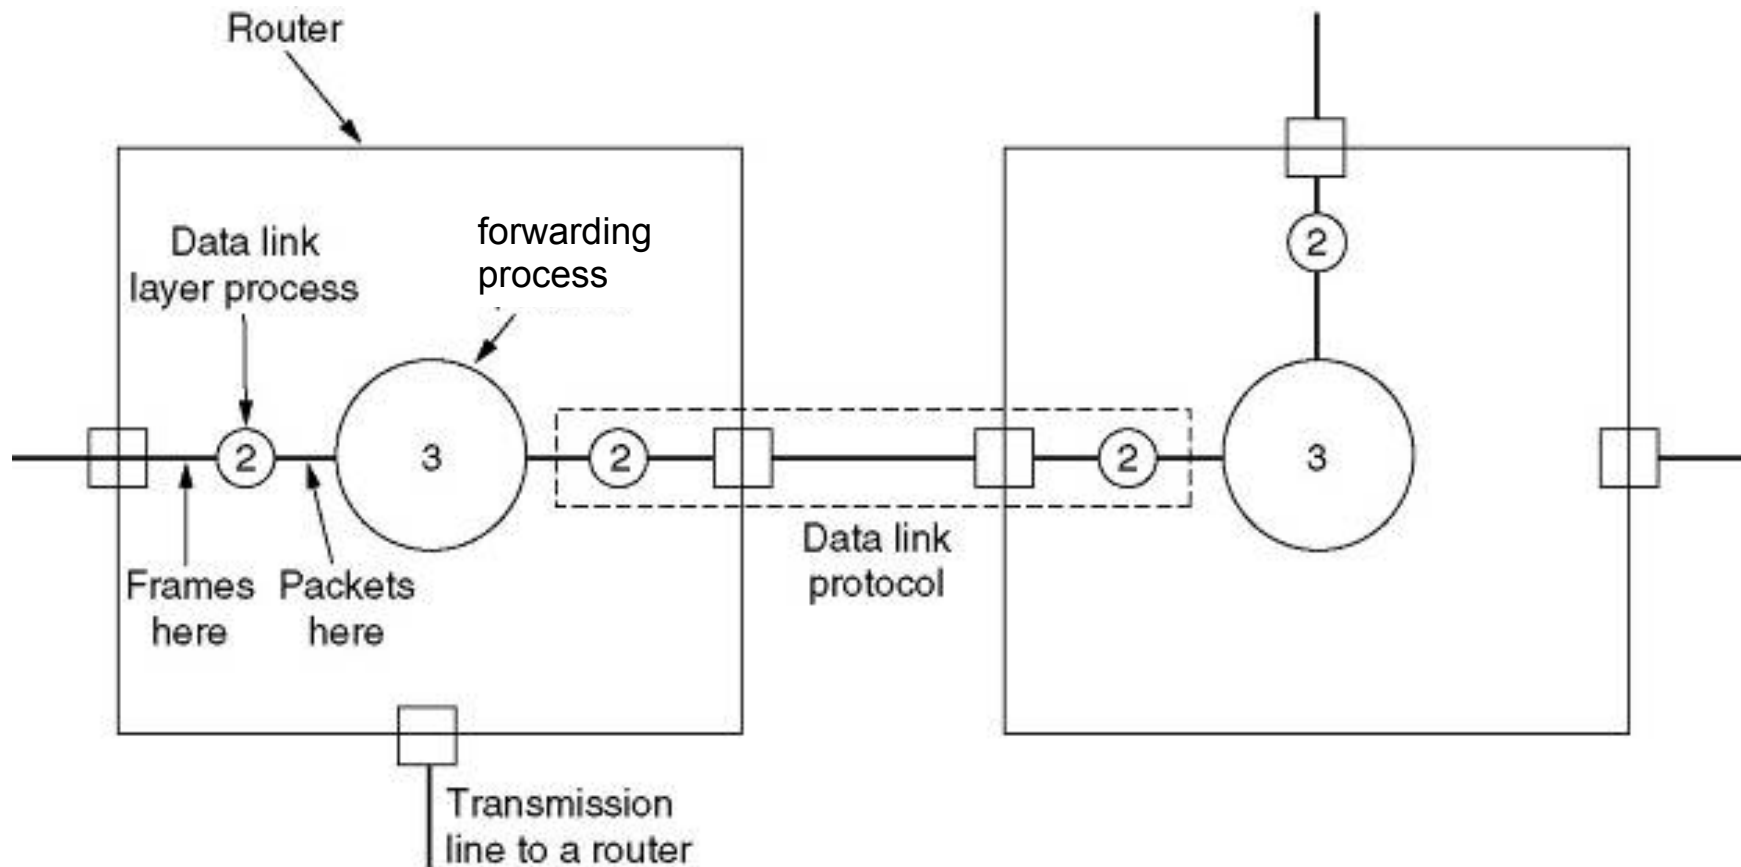 Router
forwarding
process
Data link
layer process
2
2
3
2
2
3
Data link
protocol
Frames
here
Packets
here
Transmission
line to a router